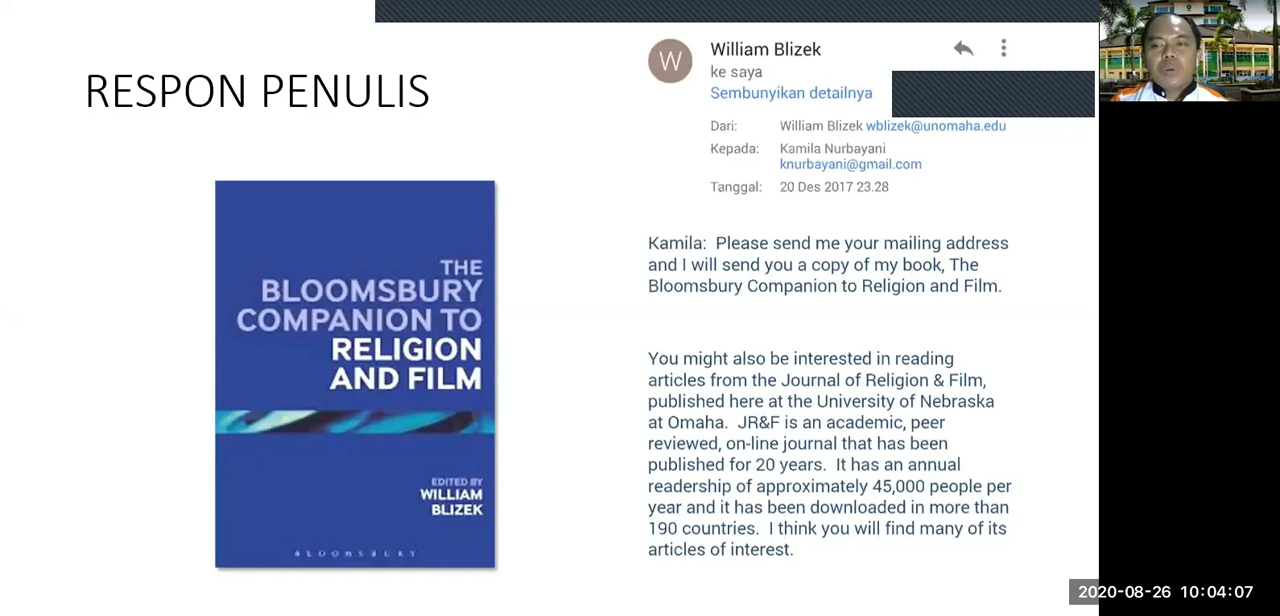 RESPON PENULIS
THE
BLOOMSBURY
COMPANION TO
RELIGION
AND FILM
EDITED BY
WILLIAM
BLIZEK
BLOOMSBURY
W
William Blizek
ke saya
Sembunyikan detailnya
Dari: William Blizek wblizek@unomaha.edu
Kepada: Kamila Nurbayani
knurbayani@gmail.com
Tanggal: 20 Des 2017 23.28
Kamila: Please send me your mailing address
and I will send you a copy of my book, The
Bloomsbury Companion to Religion and Film.
You might also be interested in reading
articles from the Journal of Religion & Film,
published here at the University of Nebraska
at Omaha. JR&F is an academic, peer
reviewed, on-line journal that has been
published for 20 years. It has an annual
readership of approximately 45,000 people per
year and it has been downloaded in more than
190 countries. I think you will find many of its
articles of interest.
2020-08-26 10:04:07